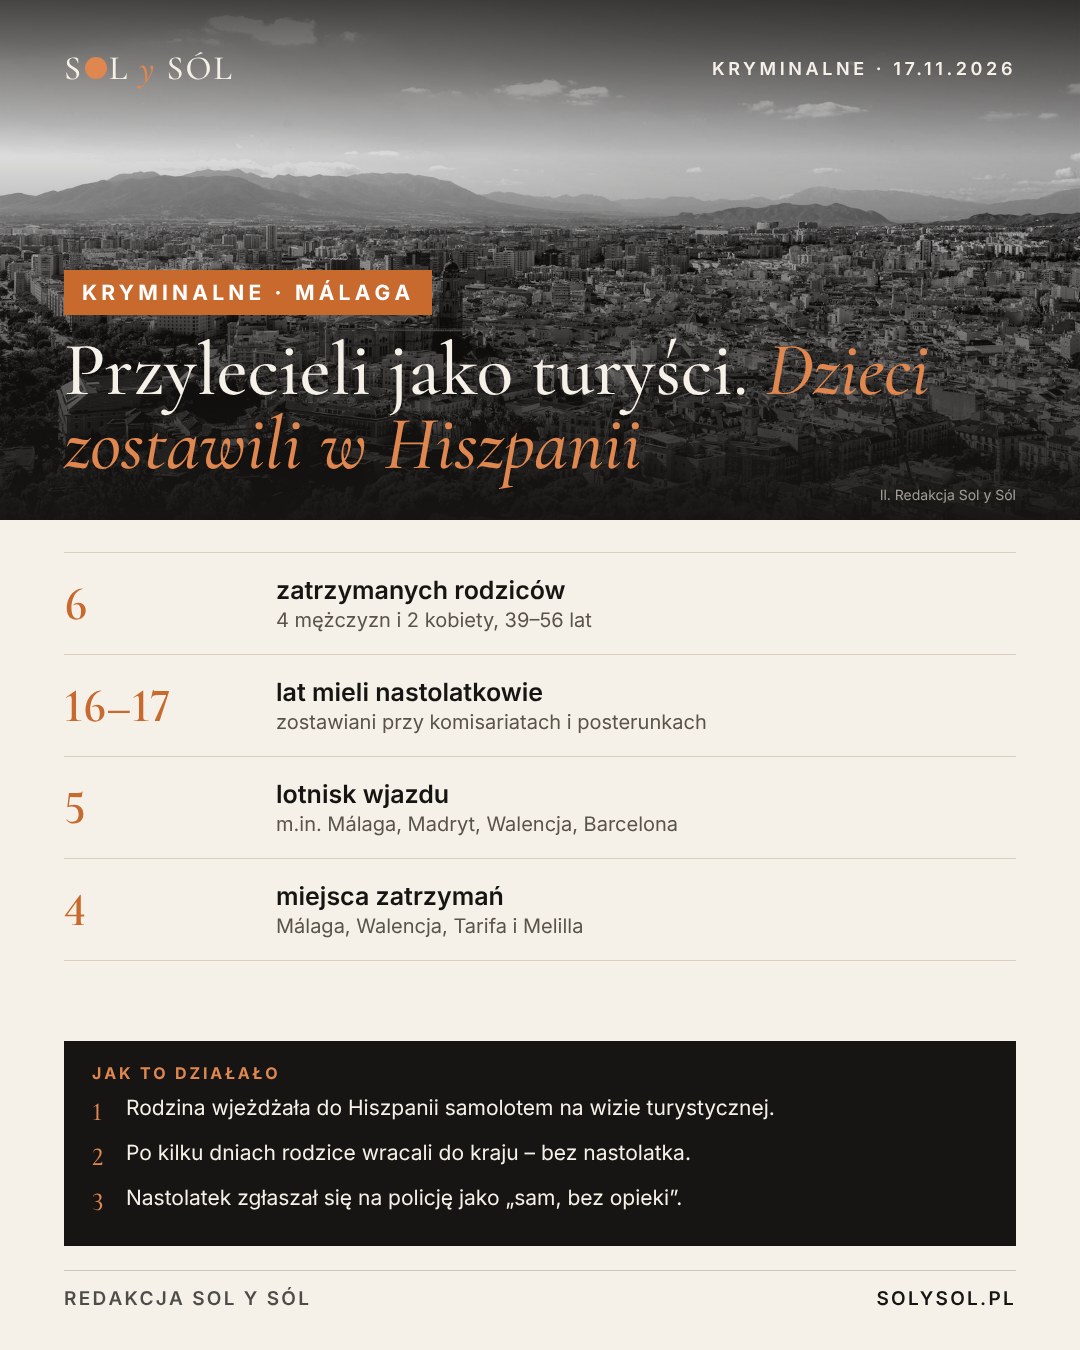 SOL y SÓL
KRYMINALNE · 17.11.2026
KRYMINALNE · MÁLAGA
Przylecieli jako turyści. Dzieci
zostawili w Hiszpanii
Il. Redakcja Sol y Sól
6
zatrzymanych rodziców
4 mężczyzn i 2 kobiety, 39–56 lat
16–17
lat mieli nastolatkowie
zostawiani przy komisariatach i posterunkach
5
lotnisk wjazdu
m.in. Málaga, Madryt, Walencja, Barcelona
4
miejsca zatrzymań
Málaga, Walencja, Tarifa i Melilla
JAK TO DZIAŁAŁO
1 Rodzina wjeżdżała do Hiszpanii samolotem na wizie turystycznej.
2 Po kilku dniach rodzice wracali do kraju – bez nastolatka.
3 Nastolatek zgłaszał się na policję jako „sam, bez opieki”.
REDAKCJA SOL Y SÓL
SOLYSOL.PL